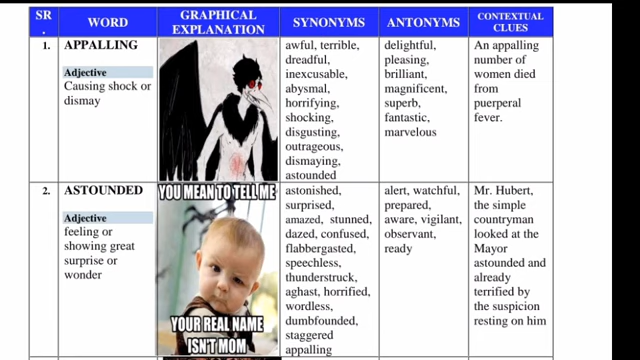 SR
.
WORD
GRAPHICAL
EXPLANATION
SYNONYMS
ANTONYMS
CONTEXTUAL
CLUES
1.
APPALLING
Adjective
Causing shock or
dismay
awful, terrible,
dreadful,
inexcusable,
abysmal,
horrifying,
shocking,
disgusting,
outrageous,
dismaying,
astounded
delightful,
pleasing,
brilliant,
magnificent,
superb,
fantastic,
marvelous
An appalling
number of
women died
from
puerperal
fever.
2.
ASTOUNDED
Adjective
feeling or
showing great
surprise or
wonder
YOU MEAN TO TELL ME
YOUR REAL NAME
ISN'T MOM
astonished,
surprised,
amazed, stunned,
dazed, confused,
flabbergasted,
speechless,
thunderstruck,
aghast, horrified,
wordless,
dumbfounded,
staggered
appalling
alert, watchful,
prepared,
aware, vigilant,
observant,
ready
Mr. Hubert,
the simple
countryman
looked at the
Mayor
astounded and
already
terrified by
the suspicion
resting on him